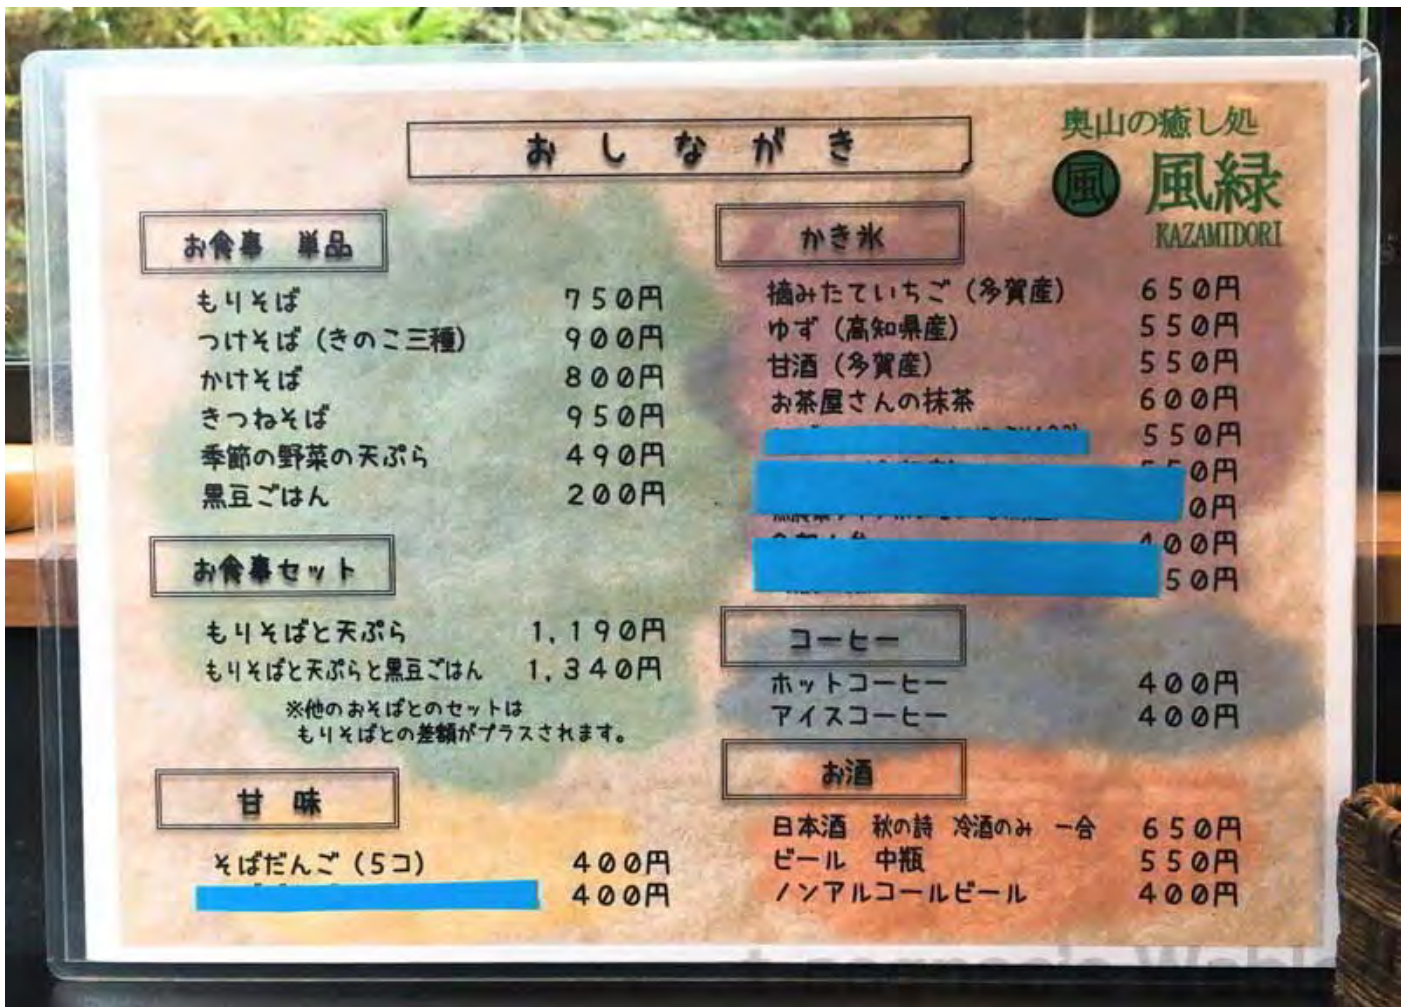 おしながき
奥山の癒し処
風 風緑
KAZAMIDORI
お食事 単品
もりそば 750円
つけそば（きのこ三種） 900円
かけそば 800円
きつねそば 950円
季節の野菜の天ぷら 490円
黒豆ごはん 200円
お食事セット
もりそばと天ぷら 1,190円
もりそばと天ぷらと黒豆ごはん 1,340円
※他のおそばとのセットは
もりそばとの差額がプラスされます。
甘味
そばだんご（5コ） 400円
400円
かき氷
摘みたていちご（多賀産） 650円
ゆず（高知県産） 550円
甘酒（多賀産） 550円
お茶屋さんの抹茶 600円
550円
50円
コーヒー
ホットコーヒー 400円
アイスコーヒー 400円
お酒
日本酒 秋の詩 冷酒のみ 一合 650円
ビール 中瓶 550円
ノンアルコールビール 400円